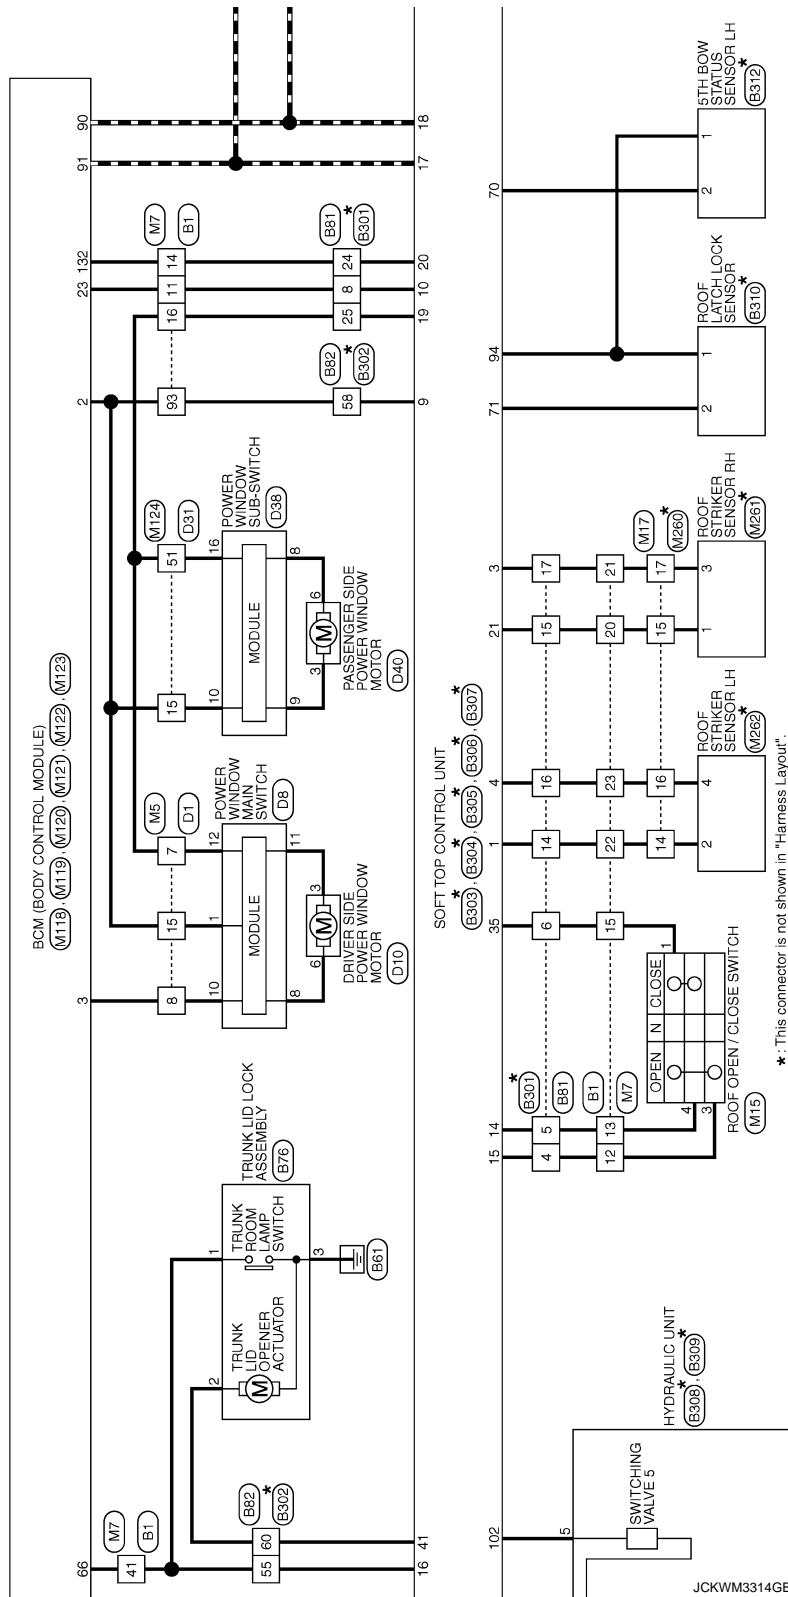 BCM (BODY CONTROL MODULE)
M118 , M119 , M120 , M121 , M122 , M123
66
3
2
23
132
91
90
M7
B1
41
M5
D1
8
15
7
M124
D31
15
51
M7
B1
93
16
11
14
TRUNK LID LOCK
ASSEMBLY
B76
2
1
TRUNK
LID
OPENER
ACTUATOR
M
TRUNK
ROOM
LAMP
SWITCH
3
B61
POWER
WINDOW
MAIN
SWITCH
D8
10
1
12
MODULE
8
11
6
3
M
DRIVER SIDE
POWER WINDOW
MOTOR
D10
POWER
WINDOW
SUB-SWITCH
D38
10
16
MODULE
9
8
3
6
M
PASSENGER SIDE
POWER WINDOW
MOTOR
D40
B82
* B302
55
60
B82
* B302
58
B81
* B301
25
8
24
16
41
9
19
10
20
17
18
SOFT TOP CONTROL UNIT
* B303 , * B304 , * B305 , * B306 , * B307
102
15
14
35
1
4
21
3
71
94
70
* B301
B81
4
5
6
14
16
15
17
B1
M7
12
13
15
22
23
20
21
M17
* M260
14
16
15
17
HYDRAULIC UNIT
B308 * , B309 *
5
SWITCHING
VALVE 5
4
3
1
OPEN N CLOSE
ROOF OPEN / CLOSE SWITCH
M15
2
4
ROOF
STRIKER
SENSOR LH
M262 *
1
3
ROOF
STRIKER
SENSOR RH
M261 *
2
1
ROOF
LATCH LOCK
SENSOR
B310 *
2
1
5TH BOW
STATUS
SENSOR LH
B312 *
* : This connector is not shown in "Harness Layout".
JCKWM3314GE